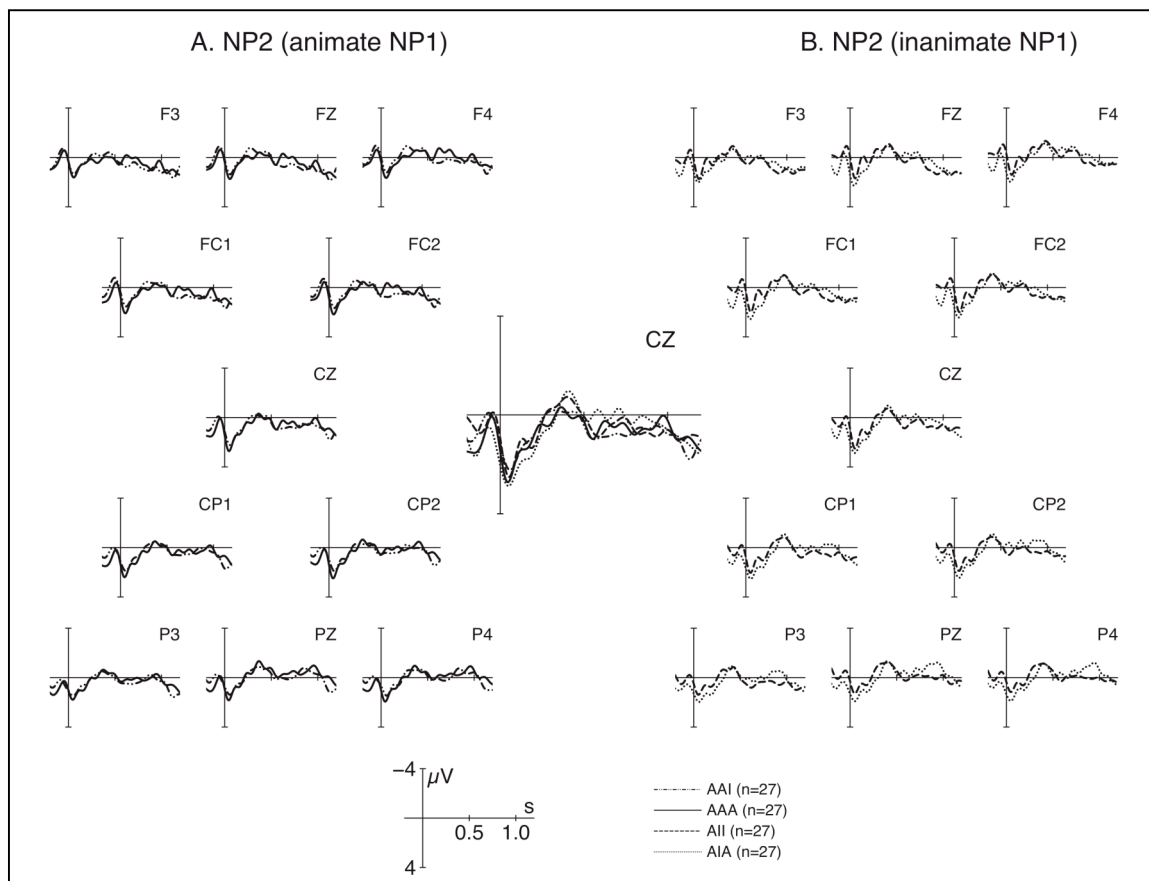 A. NP2 (animate NP1)
B. NP2 (inanimate NP1)
F3 FZ F4
F3 FZ F4
FC1 FC2
FC1 FC2
CZ
CZ
CZ
CP1 CP2
CP1 CP2
P3 PZ P4
P3 PZ P4
−4 µV
s
0.5 1.0
4
AAI (n=27)
AAA (n=27)
AII (n=27)
AIA (n=27)